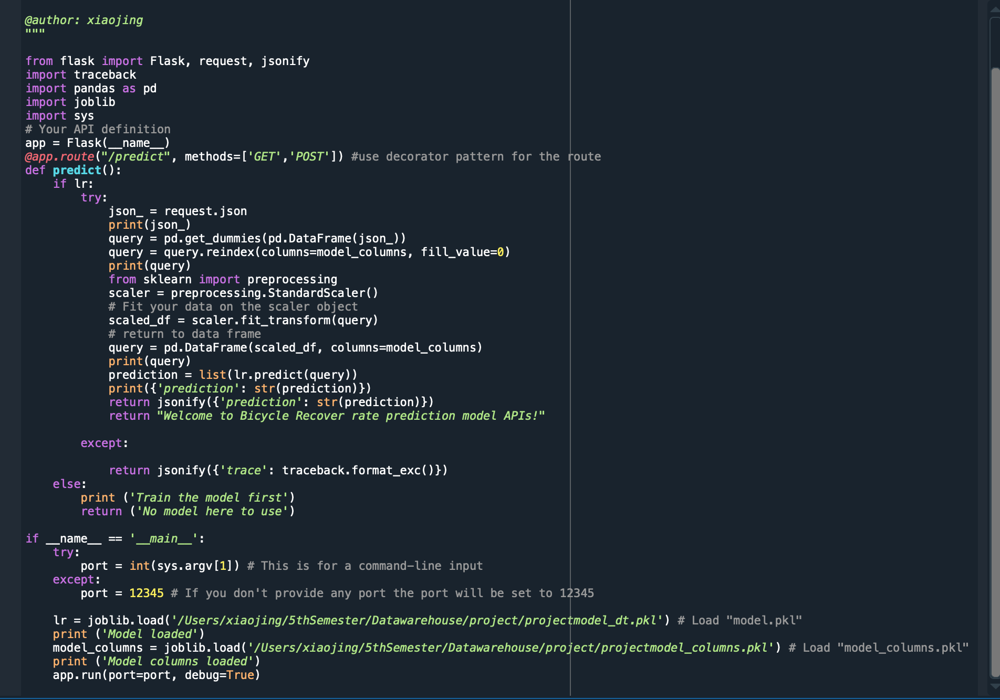 @author: xiaojing
"""
from flask import Flask, request, jsonify
import traceback
import pandas as pd
import joblib
import sys
# Your API definition
app = Flask(__name__)
@app.route("/predict", methods=['GET','POST']) #use decorator pattern for the route
def predict():
    if lr:
        try:
            json_ = request.json
            print(json_)
            query = pd.get_dummies(pd.DataFrame(json_))
            query = query.reindex(columns=model_columns, fill_value=0)
            print(query)
            from sklearn import preprocessing
            scaler = preprocessing.StandardScaler()
            # Fit your data on the scaler object
            scaled_df = scaler.fit_transform(query)
            # return to data frame
            query = pd.DataFrame(scaled_df, columns=model_columns)
            print(query)
            prediction = list(lr.predict(query))
            print({'prediction': str(prediction)})
            return jsonify({'prediction': str(prediction)})
            return "Welcome to Bicycle Recover rate prediction model APIs!"
        except:
            return jsonify({'trace': traceback.format_exc()})
    else:
        print ('Train the model first')
        return ('No model here to use')
if __name__ == '__main__':
    try:
        port = int(sys.argv[1]) # This is for a command-line input
    except:
        port = 12345 # If you don't provide any port the port will be set to 12345
    lr = joblib.load('/Users/xiaojing/5thSemester/Datawarehouse/project/projectmodel_dt.pkl') # Load "model.pkl"
    print ('Model loaded')
    model_columns = joblib.load('/Users/xiaojing/5thSemester/Datawarehouse/project/projectmodel_columns.pkl') # Load "model_columns.pkl"
    print ('Model columns loaded')
    app.run(port=port, debug=True)